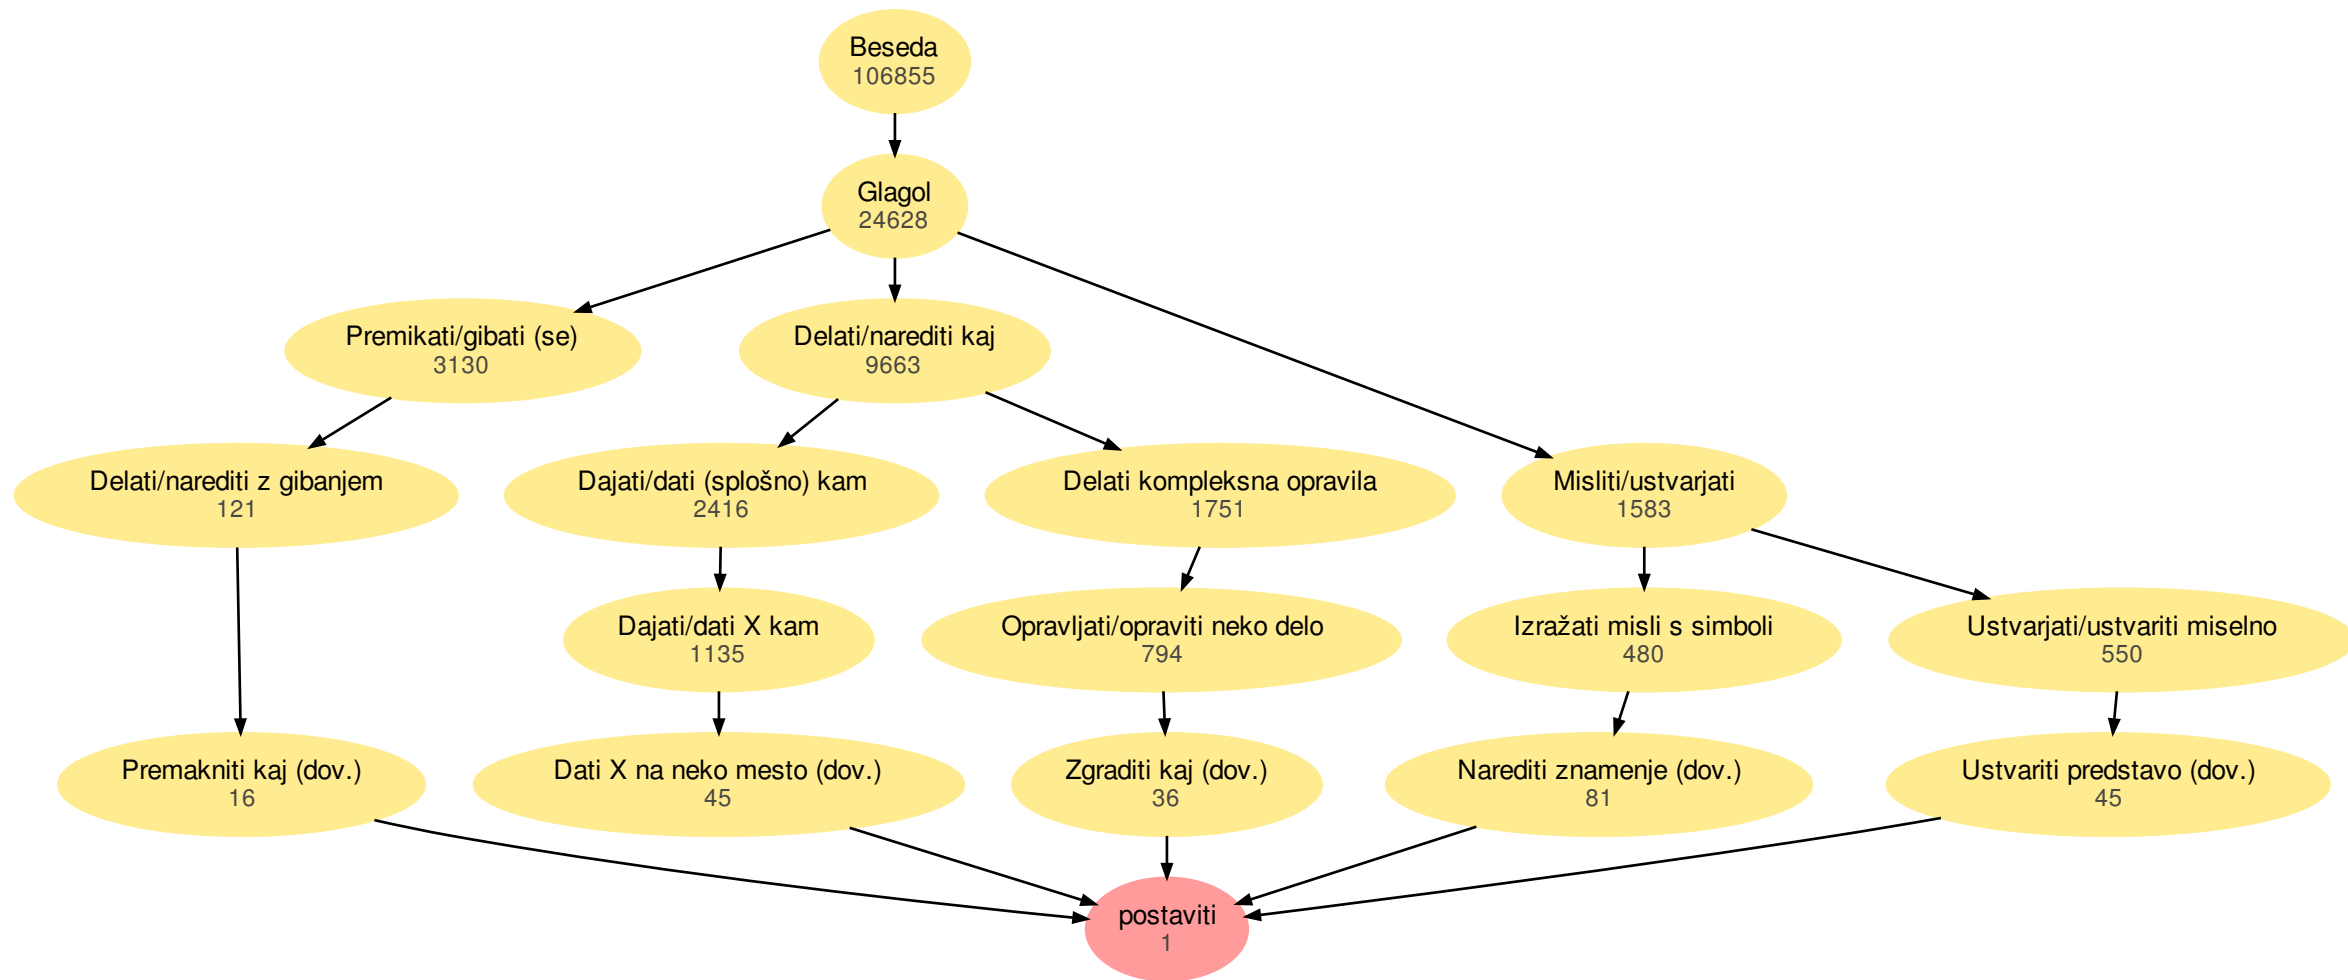 Beseda
106855
Glagol
24628
Premikati/gibati (se)
3130
Delati/narediti kaj
9663
Delati/narediti z gibanjem
121
Dajati/dati (splošno) kam
2416
Delati kompleksna opravila
1751
Misliti/ustvarjati
1583
Dajati/dati X kam
1135
Opravljati/opraviti neko delo
794
Izražati misli s simboli
480
Ustvarjati/ustvariti miselno
550
Premakniti kaj (dov.)
16
Dati X na neko mesto (dov.)
45
Zgraditi kaj (dov.)
36
Narediti znamenje (dov.)
81
Ustvariti predstavo (dov.)
45
postaviti
1